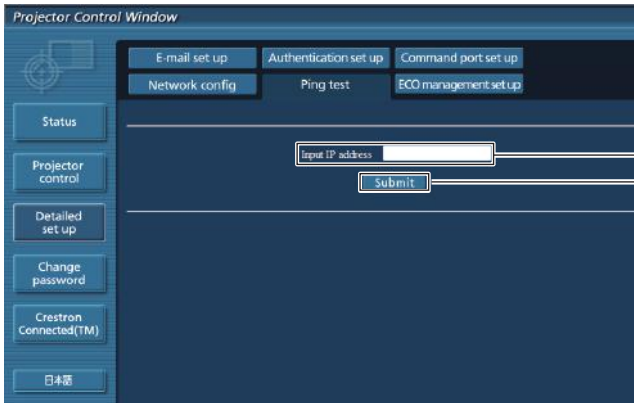 Projector Control Window
E-mail set up
Authentication set up
Command port set up
Network config
Ping test
ECO management set up
Status
Projector
control
Detailed
set up
Change
password
Crestron
Connected(TM)
日本語
Input IP address
Submit